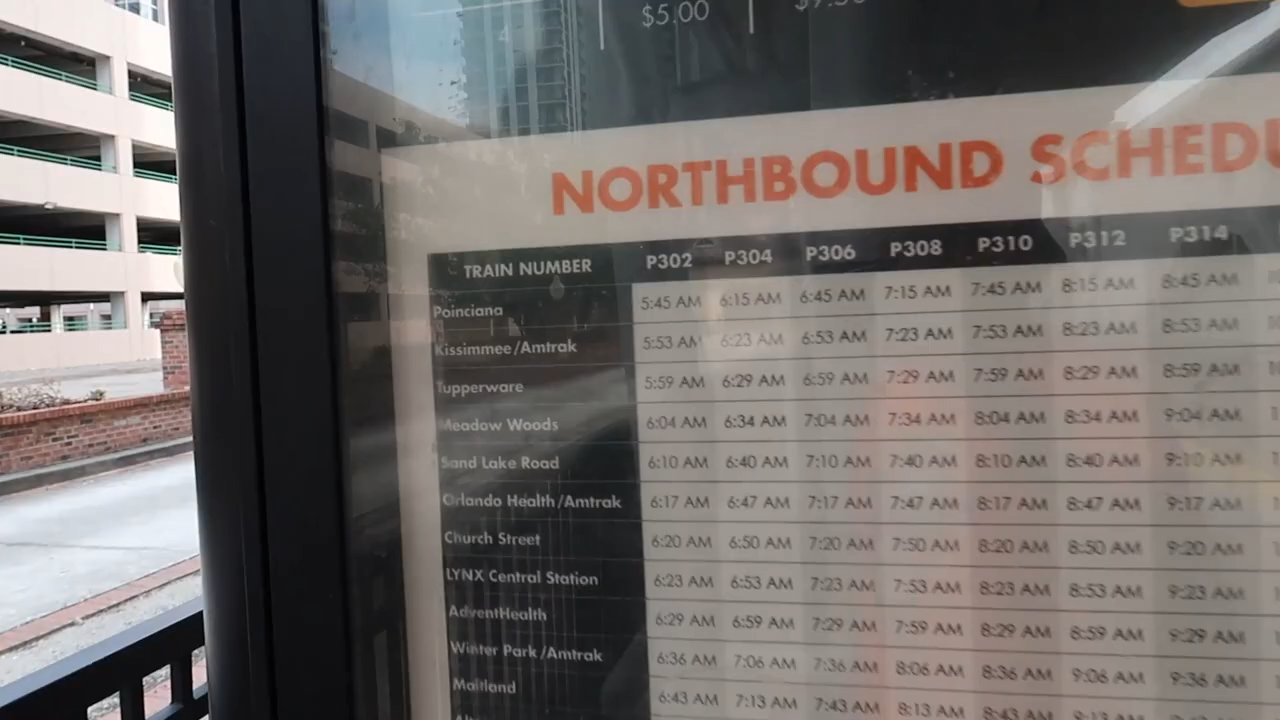 $5.00
NORTHBOUND
TRAIN NUMBER P302 P304 P306 P308 P310 P312 P314
Poinciana 5:45 AM 6:15 AM 6:45 AM 7:15 AM 7:45 AM 8:15 AM 8:45 AM
Kissimmee/Amtrak 5:53 AM 6:23 AM 6:53 AM 7:23 AM 7:53 AM 8:23 AM 8:53 AM
Tupperware 5:59 AM 6:29 AM 6:59 AM 7:29 AM 7:59 AM 8:29 AM 8:59 AM
Meadow Woods 6:04 AM 6:34 AM 7:04 AM 7:34 AM 8:04 AM 8:34 AM 9:04 AM
Sand Lake Road 6:10 AM 6:40 AM 7:10 AM 7:40 AM 8:10 AM 8:40 AM 9:10 AM
Orlando Health/Amtrak 6:17 AM 6:47 AM 7:17 AM 7:47 AM 8:17 AM 8:47 AM 9:17 AM
Church Street 6:20 AM 6:50 AM 7:20 AM 7:50 AM 8:20 AM 8:50 AM 9:20 AM
LYNX Central Station 6:23 AM 6:53 AM 7:23 AM 7:53 AM 8:23 AM 8:53 AM 9:23 AM
AdventHealth 6:29 AM 6:59 AM 7:29 AM 7:59 AM 8:29 AM 8:59 AM 9:29 AM
Winter Park/Amtrak 6:36 AM 7:06 AM 7:36 AM 8:06 AM 8:36 AM 9:06 AM 9:36 AM
Maitland 6:43 AM 7:13 AM 7:43 AM 8:13 AM 8:43 AM